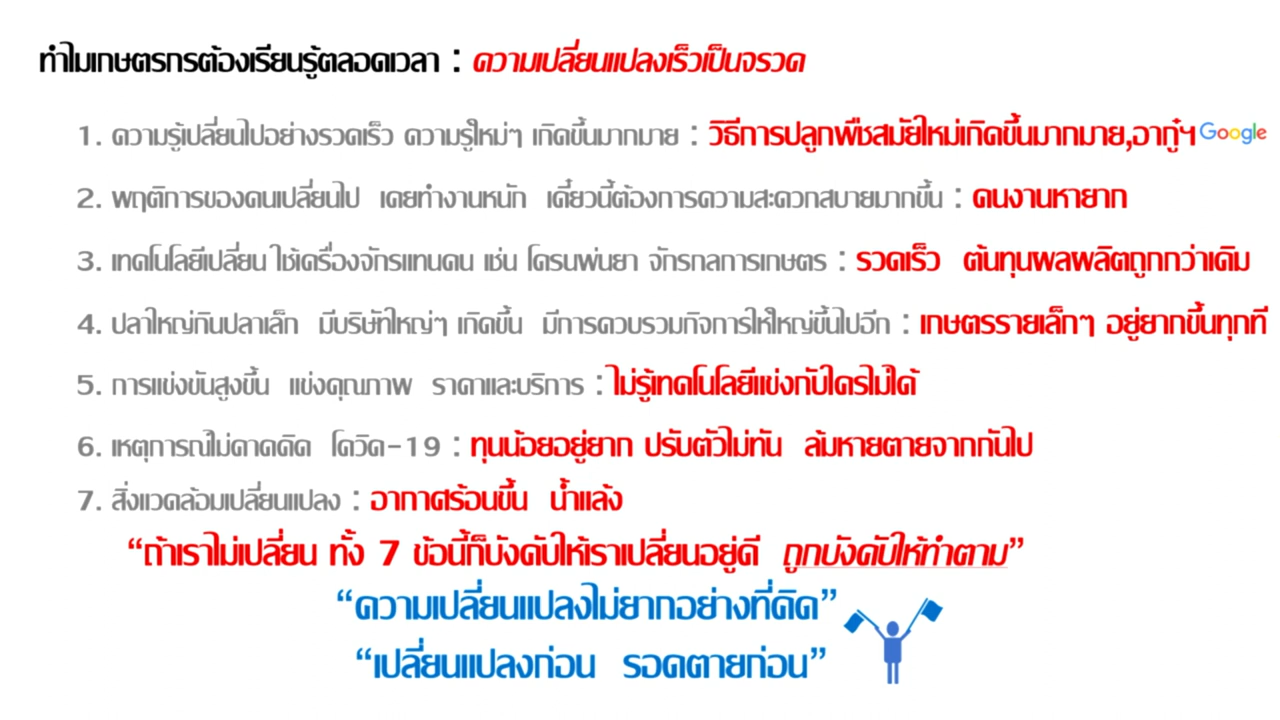 ทำไมเกษตรกรต้องเรียนรู้ตลอดเวลา : ความเปลี่ยนแปลงเร็วเป็นจรวด
1. ความรู้เปลี่ยนไปอย่างรวดเร็ว ความรู้ใหม่ๆ เกิดขึ้นมากมาย : วิธีการปลูกพืชสมัยใหม่เกิดขึ้นมากมาย,อากู๋ฯ Google
2. พฤติการของคนเปลี่ยนไป เคยทำงานหนัก เดี๋ยวนี้ต้องการความสะดวกสบายมากขึ้น : คนงานหายาก
3. เทคโนโลยีเปลี่ยน ใช้เครื่องจักรแทนคน เช่น โดรนพ่นยา จักรกลการเกษตร : รวดเร็ว ต้นทุนผลผลิตถูกกว่าเดิม
4. ปลาใหญ่กินปลาเล็ก มีบริษัทใหญ่ๆ เกิดขึ้น มีการควบรวมกิจการให้ใหญ่ขึ้นไปอีก : เกษตรรายเล็กๆ อยู่ยากขึ้นทุกที
5. การแข่งขันสูงขึ้น แข่งคุณภาพ ราคาและบริการ : ไม่รู้เทคโนโลยีแข่งกับใครไม่ได้
6. เหตุการณ์ไม่คาดคิด โควิด-19 : ทุนน้อยอยู่ยาก ปรับตัวไม่ทัน ล้มหายตายจากกันไป
7. สิ่งแวดล้อมเปลี่ยนแปลง : อากาศร้อนขึ้น น้ำแล้ง
“ถ้าเราไม่เปลี่ยน ทั้ง 7 ข้อนี้ก็บังคับให้เราเปลี่ยนอยู่ดี ถูกบังคับให้ทำตาม”
“ความเปลี่ยนแปลงไม่ยากอย่างที่คิด”
“เปลี่ยนแปลงก่อน รอดตายก่อน”